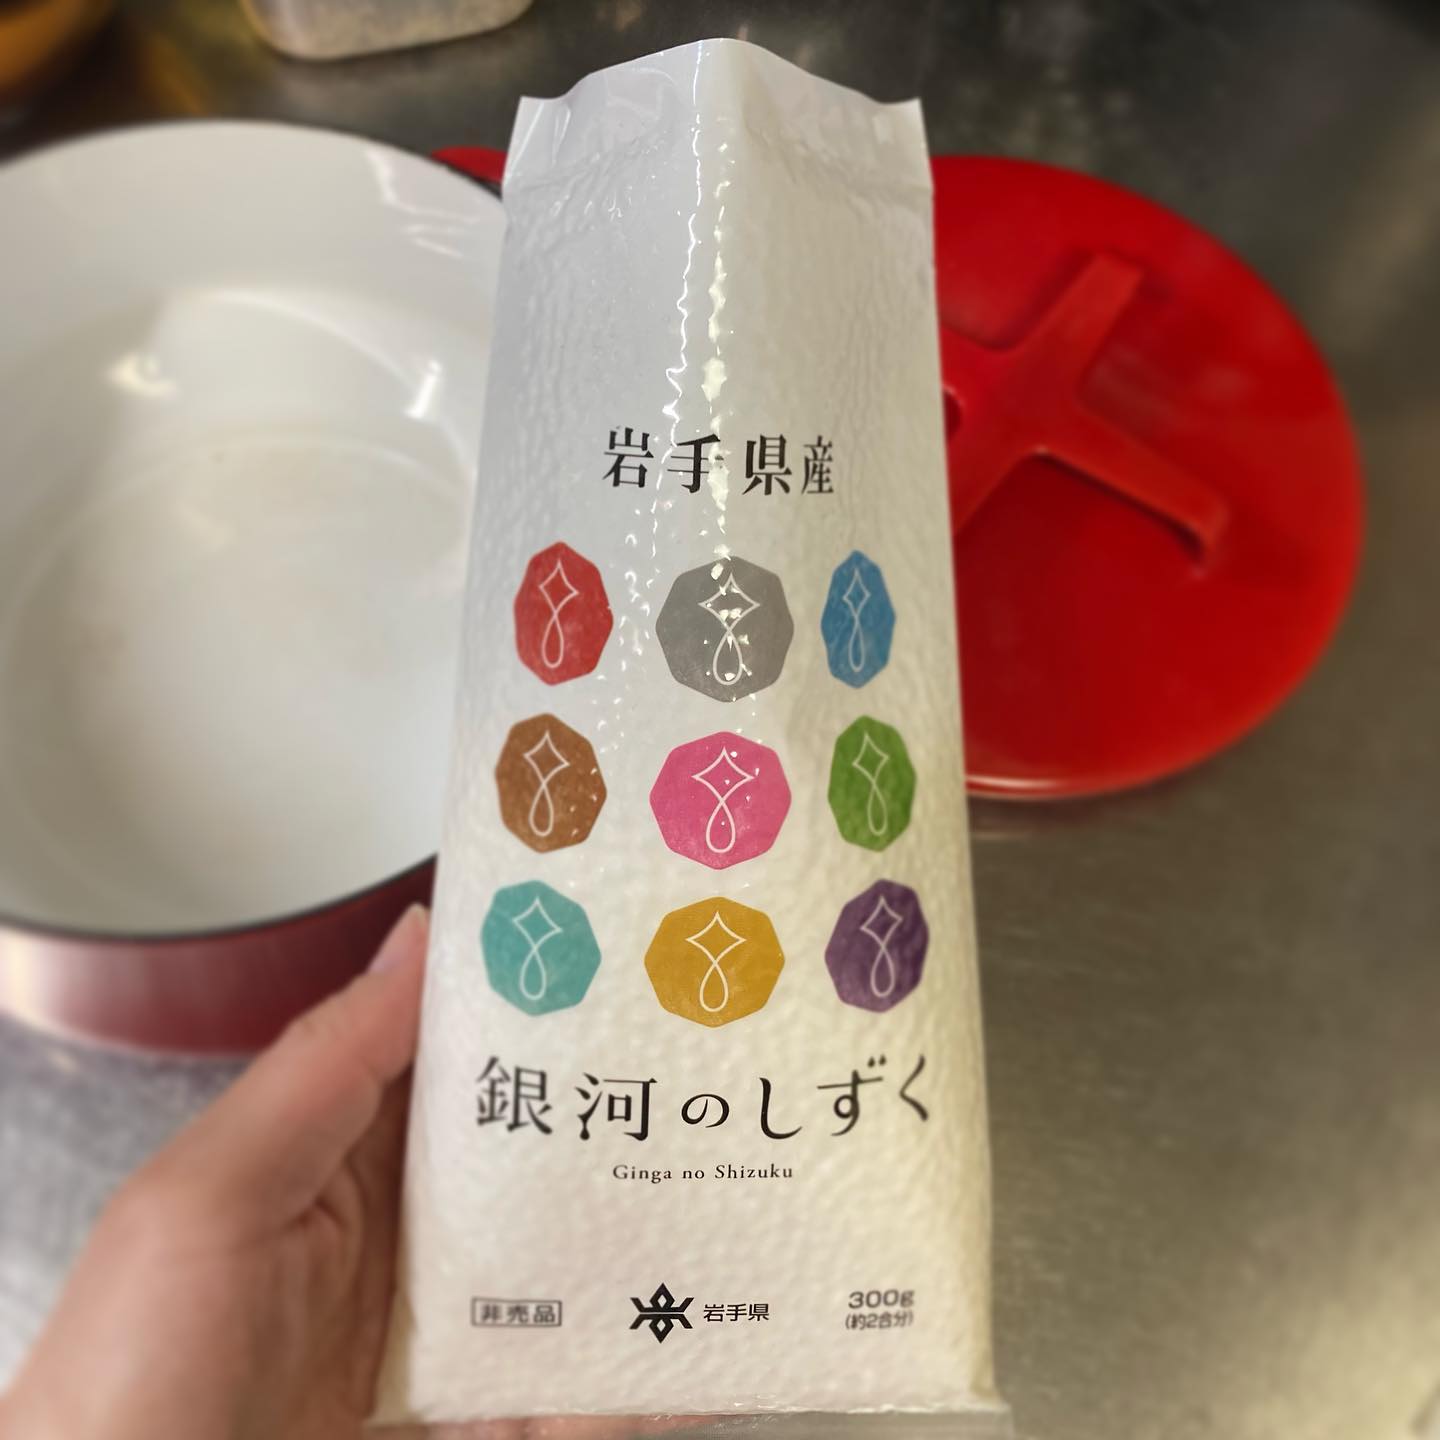 岩手県産
銀河のしずく
Ginga no Shizuku
非売品
岩手県
300g
(約2合分)